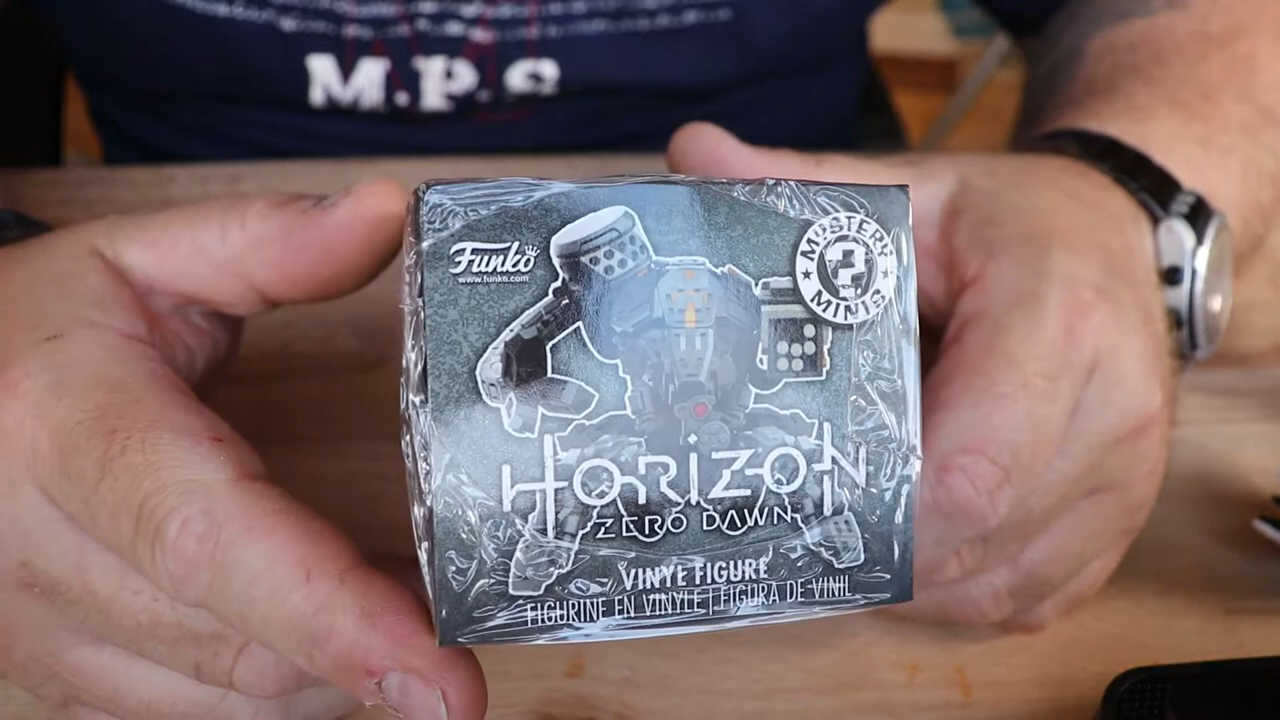 M.P.S
Funko
www.funko.com
MYSTERY
?
MINIS
HORIZON
ZERO DAWN
VINYL FIGURE
FIGURINE EN VINYLE | FIGURA DE VINIL